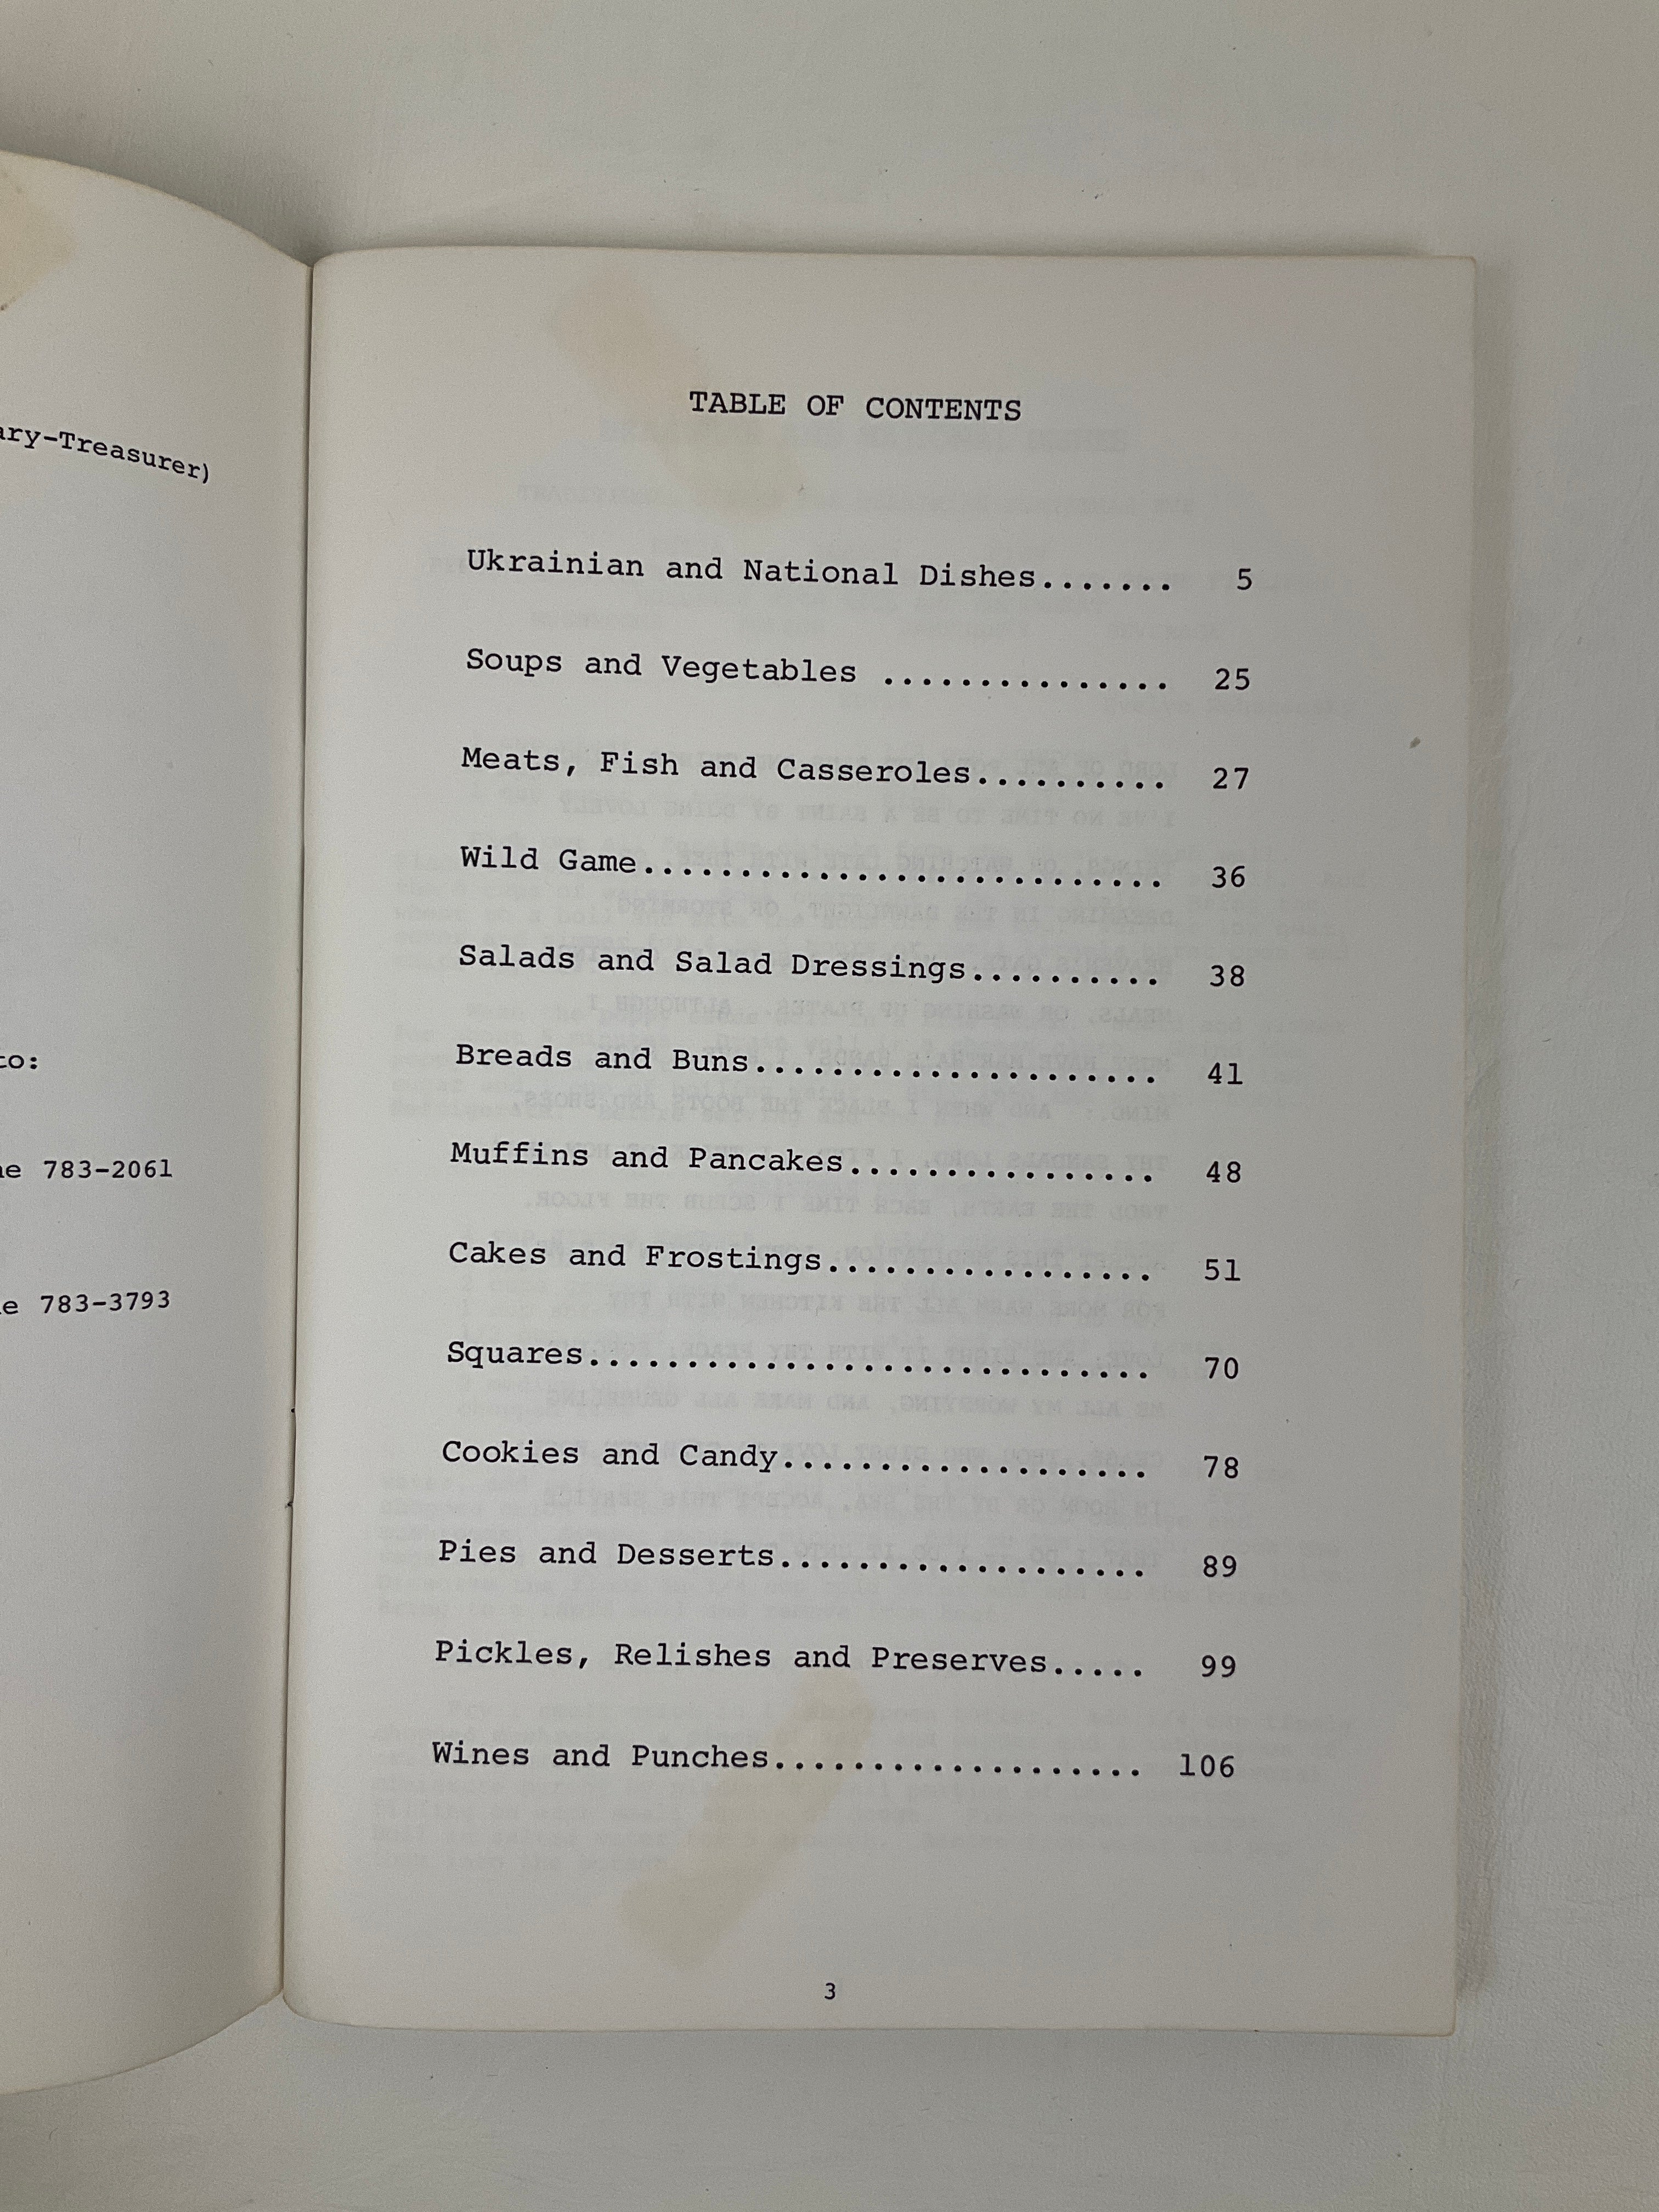 ary-Treasurer)
to:
e 783-2061
e 783-3793
TABLE OF CONTENTS
Ukrainian and National Dishes....... 5
Soups and Vegetables ............... 25
Meats, Fish and Casseroles.......... 27
Wild Game........................... 36
Salads and Salad Dressings.......... 38
Breads and Buns..................... 41
Muffins and Pancakes................ 48
Cakes and Frostings................. 51
Squares............................. 70
Cookies and Candy................... 78
Pies and Desserts................... 89
Pickles, Relishes and Preserves..... 99
Wines and Punches................... 106
3